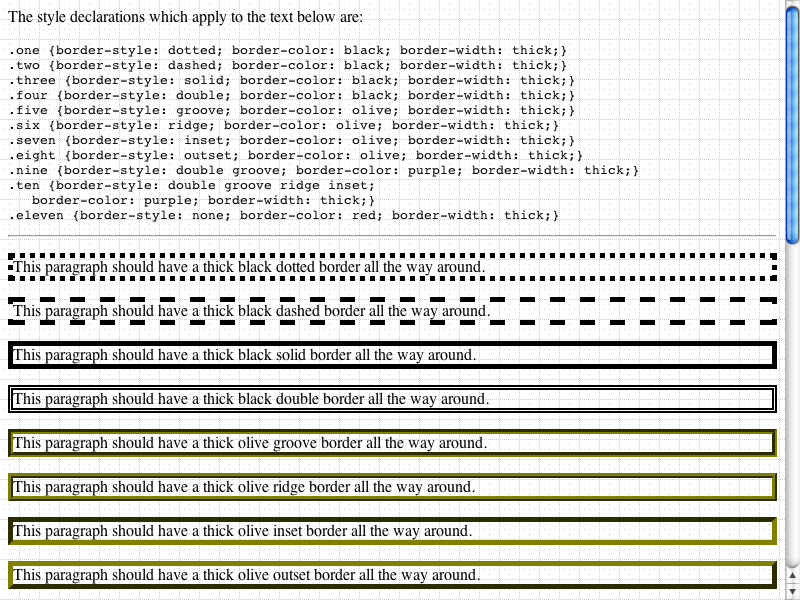 The style declarations which apply to the text below are:
.one {border-style: dotted; border-color: black; border-width: thick;}
.two {border-style: dashed; border-color: black; border-width: thick;}
.three {border-style: solid; border-color: black; border-width: thick;}
.four {border-style: double; border-color: black; border-width: thick;}
.five {border-style: groove; border-color: olive; border-width: thick;}
.six {border-style: ridge; border-color: olive; border-width: thick;}
.seven {border-style: inset; border-color: olive; border-width: thick;}
.eight {border-style: outset; border-color: olive; border-width: thick;}
.nine {border-style: double groove; border-color: purple; border-width: thick;}
.ten {border-style: double groove ridge inset;
   border-color: purple; border-width: thick;}
.eleven {border-style: none; border-color: red; border-width: thick;}
This paragraph should have a thick black dotted border all the way around.
This paragraph should have a thick black dashed border all the way around.
This paragraph should have a thick black solid border all the way around.
This paragraph should have a thick black double border all the way around.
This paragraph should have a thick olive groove border all the way around.
This paragraph should have a thick olive ridge border all the way around.
This paragraph should have a thick olive inset border all the way around.
This paragraph should have a thick olive outset border all the way around.